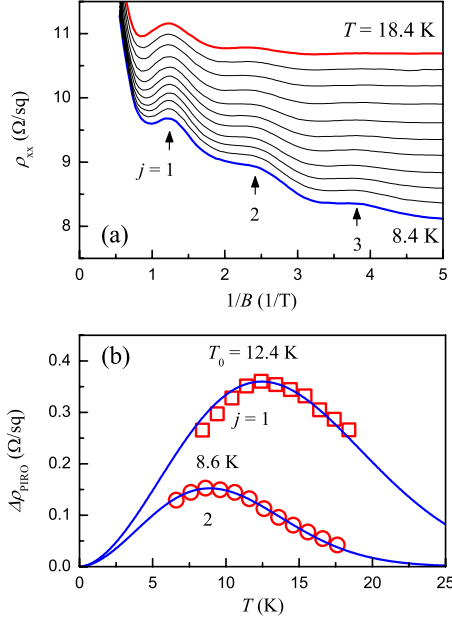 11
10
9
8
ρxx (Ω/sq)
T = 18.4 K
j = 1
2
3
8.4 K
(a)
0 1 2 3 4 5
1/B (1/T)
(b)
T0 = 12.4 K
0.4
0.3
0.2
0.1
0.0
ΔρPIRO (Ω/sq)
j = 1
8.6 K
2
0 5 10 15 20 25
T (K)